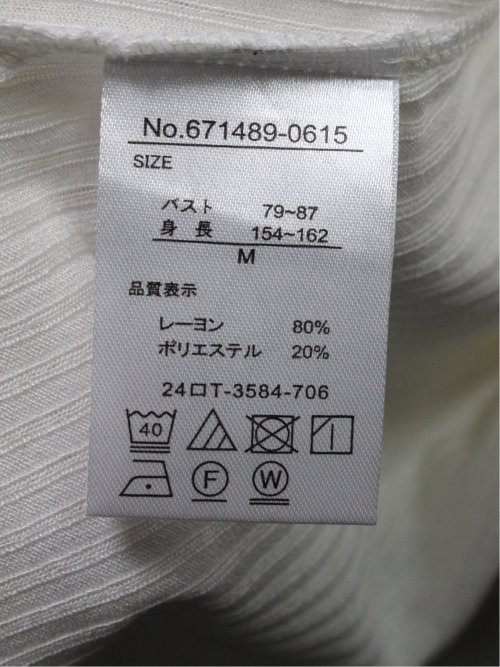 No.671489-0615
SIZE
バスト 79~87
身 長 154~162
M
品質表示
レーヨン 80%
ポリエステル 20%
24ロT-3584-706
40
F W